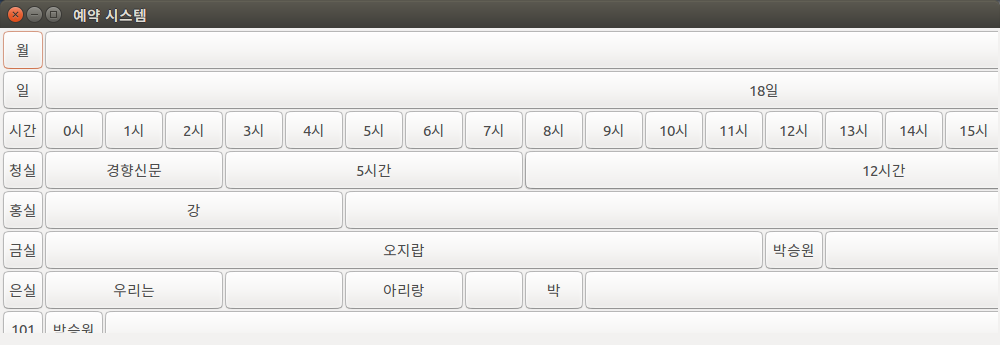 예약 시스템
월
일 18일
시간 0시 1시 2시 3시 4시 5시 6시 7시 8시 9시 10시 11시 12시 13시 14시 15시
청실 경향신문 5시간 12시간
홍실 강
금실 오지랍 박승원
은실 우리는 아리랑 박
101 박승원